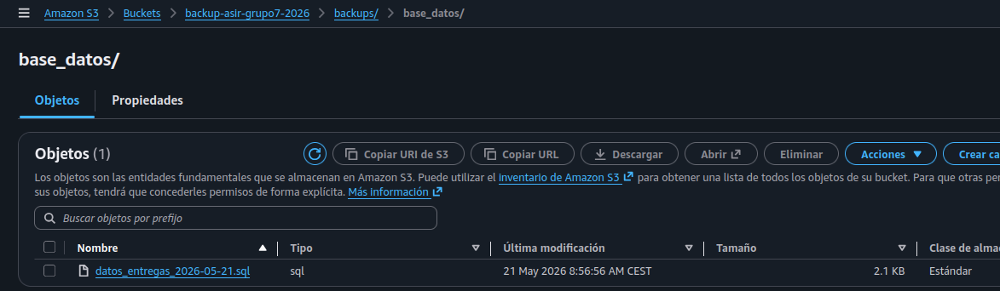 Amazon S3 > Buckets > backup-asir-grupo7-2026 > backups/ > base_datos/
base_datos/
Objetos Propiedades
Objetos (1) Copiar URI de S3 Copiar URL Descargar Abrir Eliminar Acciones Crear ca
Los objetos son las entidades fundamentales que se almacenan en Amazon S3. Puede utilizar el Inventario de Amazon S3 para obtener una lista de todos los objetos de su bucket. Para que otras per
sus objetos, tendrá que concederles permisos de forma explícita. Más información
Buscar objetos por prefijo
Nombre Tipo Última modificación Tamaño Clase de alma
datos_entregas_2026-05-21.sql sql 21 May 2026 8:56:56 AM CEST 2.1 KB Estándar